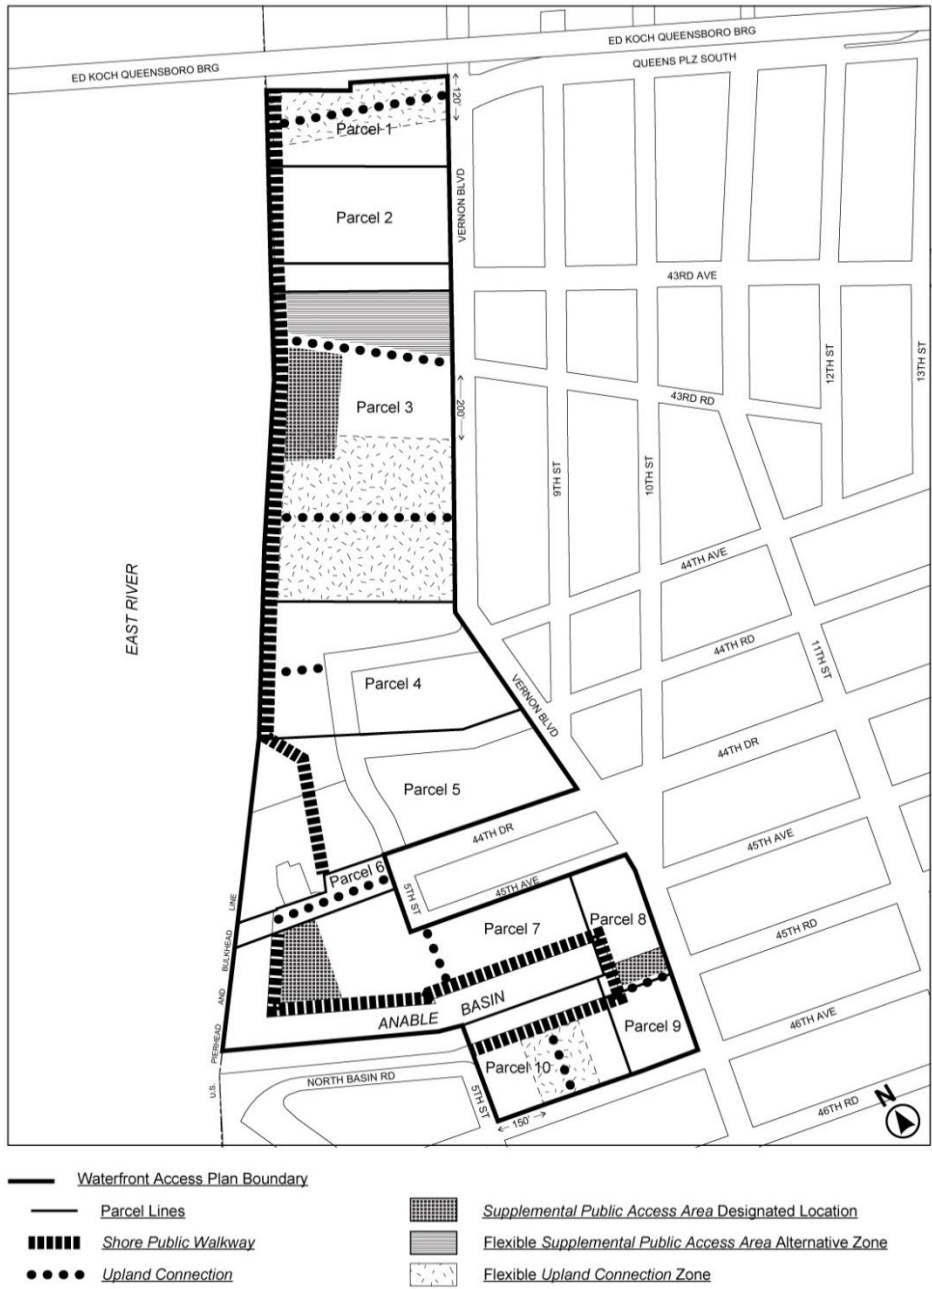 ED KOCH QUEENSBORO BRG
ED KOCH QUEENSBORO BRG
QUEENS PLZ SOUTH
120'
Parcel 1
VERNON BLVD
Parcel 2
43RD AVE
12TH ST
13TH ST
43RD RD
Parcel 3
200'
9TH ST
10TH ST
44TH AVE
EAST RIVER
44TH RD
11TH ST
Parcel 4
VERNON BLVD
44TH DR
Parcel 5
44TH DR
45TH AVE
Parcel 6
5TH ST
45TH AVE
Parcel 7
Parcel 8
45TH RD
U.S. PIERHEAD AND BULKHEAD LINE
ANABLE BASIN
46TH AVE
Parcel 9
Parcel 10
NORTH BASIN RD
5TH ST
150'
46TH RD
N
Waterfront Access Plan Boundary
Parcel Lines
Supplemental Public Access Area Designated Location
Shore Public Walkway
Flexible Supplemental Public Access Area Alternative Zone
Upland Connection
Flexible Upland Connection Zone